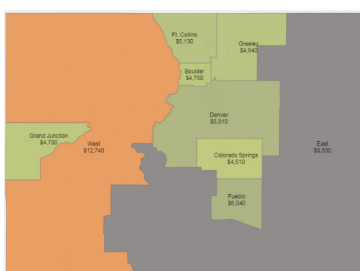 Ft. Collins
$5,130
Greeley
$4,940
Boulder
$4,750
Denver
$5,010
Grand Junction
$4,700
West
$12,740
Colorado Springs
$4,510
East
$8,830
Pueblo
$6,040